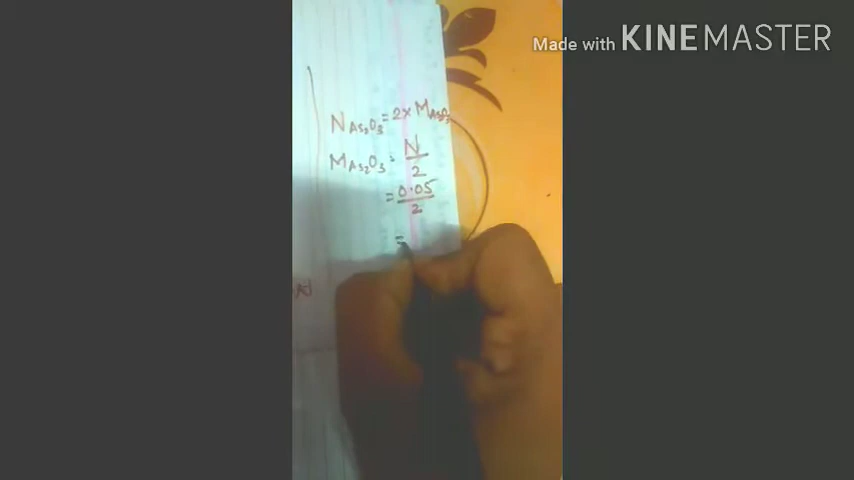 Made with KINEMASTER
N As₂O₃ = 2 × M As₂O₃
M As₂O₃ = N/2
= 0.05/2
=